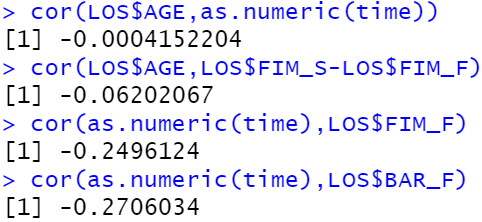 > cor(LOS$AGE,as.numeric(time))
[1] -0.0004152204
> cor(LOS$AGE,LOS$FIM_S-LOS$FIM_F)
[1] -0.06202067
> cor(as.numeric(time),LOS$FIM_F)
[1] -0.2496124
> cor(as.numeric(time),LOS$BAR_F)
[1] -0.2706034